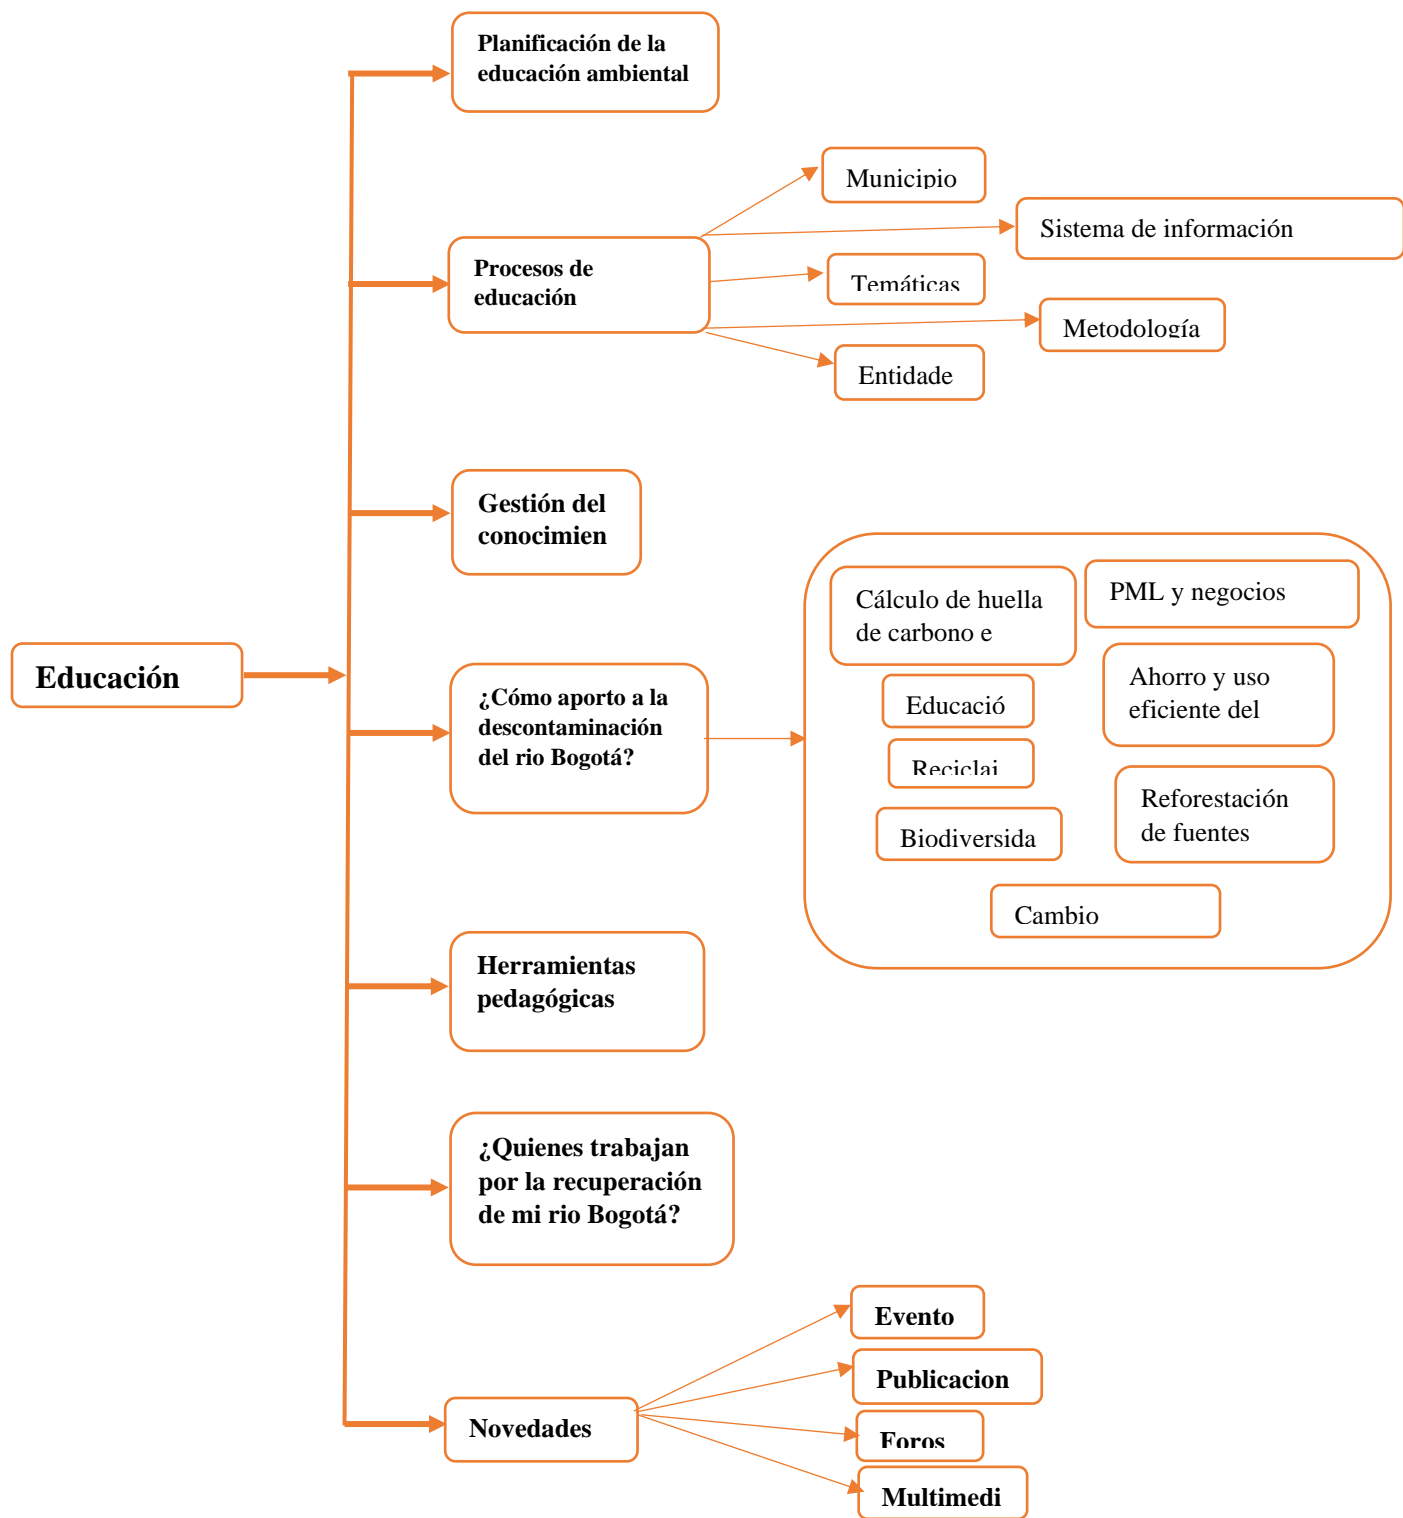 Planificación de la
educación ambiental
Municipio
Sistema de información
Procesos de
educación
Temáticas
Metodología
Entidade
Gestión del
conocimien
Cálculo de huella
de carbono e
PML y negocios
Educación
¿Cómo aporto a la
descontaminación
del rio Bogotá?
Ahorro y uso
eficiente del
Educació
Reciclaj
Reforestación
de fuentes
Biodiversida
Cambio
Herramientas
pedagógicas
¿Quienes trabajan
por la recuperación
de mi rio Bogotá?
Evento
Publicacion
Novedades
Foros
Multimedi